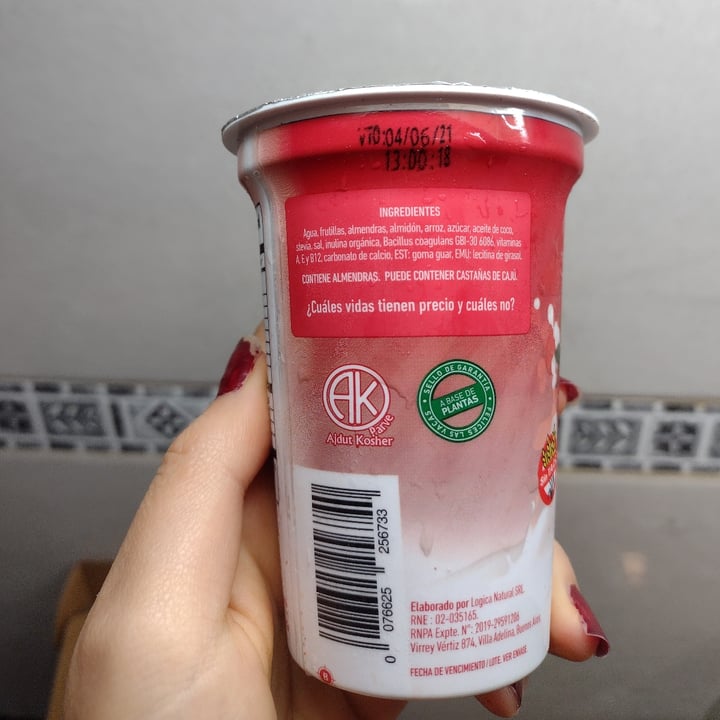 VTO:04/06/21
13:00:18
INGREDIENTES
Agua, frutillas, almendras, almidón, arroz, azúcar, aceite de coco,
stevia, sal, inulina orgánica, Bacillus coagulans GBI-30 6086, vitaminas
A, E y B12, carbonato de calcio, EST: goma guar, EMU: lecitina de girasol.
CONTIENE ALMENDRAS. PUEDE CONTENER CASTAÑAS DE CAJÚ.
¿Cuáles vidas tienen precio y cuáles no?
AK
Parve
Ajdut Kosher
SELLO DE GARANTÍA
A BASE DE
PLANTAS
FELICES LAS VACAS
0 076625 256733
Elaborado por Logica Natural SRL
RNE : 02-035165.
RNPA Expte. N°: 2019-29591206
Virrey Vértiz 874, Villa Adelina, Buenos Aires
FECHA DE VENCIMIENTO / LOTE: VER ENVASE
B